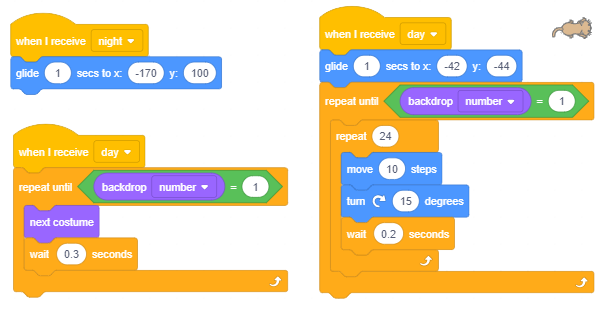 when I receive night
glide 1 secs to x: -170 y: 100
when I receive day
repeat until backdrop number = 1
next costume
wait 0.3 seconds
when I receive day
glide 1 secs to x: -42 y: -44
repeat until backdrop number = 1
repeat 24
move 10 steps
turn 15 degrees
wait 0.2 seconds